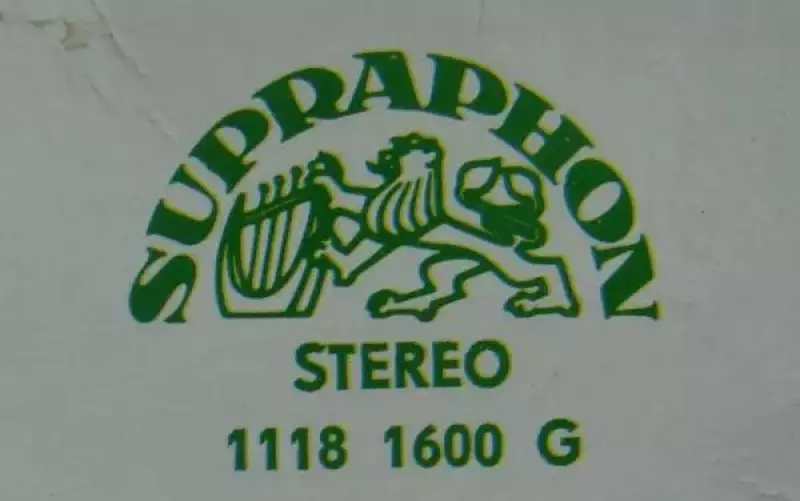 SUPRAPHON
STEREO
1118 1600 G